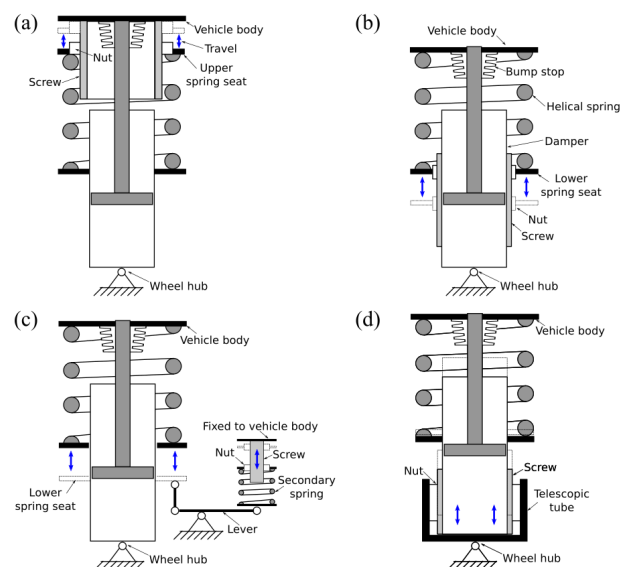 (a)
Vehicle body
Travel
Nut
Screw
Upper
spring seat
Wheel hub
(b)
Vehicle body
Bump stop
Helical spring
Damper
Lower
spring seat
Nut
Screw
Wheel hub
(c)
Vehicle body
Fixed to vehicle body
Nut
Screw
Secondary
spring
Lower
spring seat
Lever
Wheel hub
(d)
Vehicle body
Nut
Screw
Telescopic
tube
Wheel hub